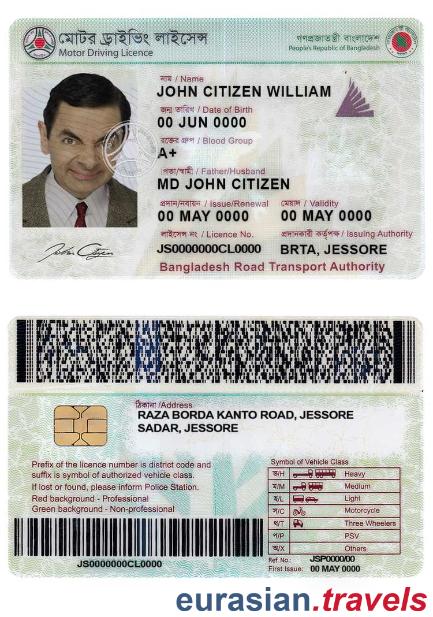 মোটর ড্রাইভিং লাইসেন্স
Motor Driving Licence
গণপ্রজাতন্ত্রী বাংলাদেশ
People's Republic of Bangladesh
নাম / Name
JOHN CITIZEN WILLIAM
জন্ম তারিখ / Date of Birth
00 JUN 0000
রক্তের গ্রুপ / Blood Group
A+
পিতা/স্বামী / Father/Husband
MD JOHN CITIZEN
প্রদান/নবায়ন / Issue/Renewal
মেয়াদ / Validity
00 MAY 0000
00 MAY 0000
লাইসেন্স নং / Licence No.
প্রদানকারী কর্তৃপক্ষ / Issuing Authority
JS0000000CL0000
BRTA, JESSORE
John Citizen
Bangladesh Road Transport Authority
ঠিকানা /Address
RAZA BORDA KANTO ROAD, JESSORE
SADAR, JESSORE
Prefix of the licence number is district code and
suffix is symbol of authorized vehicle class.
If lost or found, please inform Police Station.
Red background - Professional
Green background - Non-professional
JS0000000CL0000
Symbol of Vehicle Class
হ/H Heavy
ম/M Medium
হ/L Light
স/C Motorcycle
থ/T Three Wheelers
প/P PSV
অ/X Others
Ref No.: JSP0000/00
First Issue: 00 MAY 0000
eurasian.travels